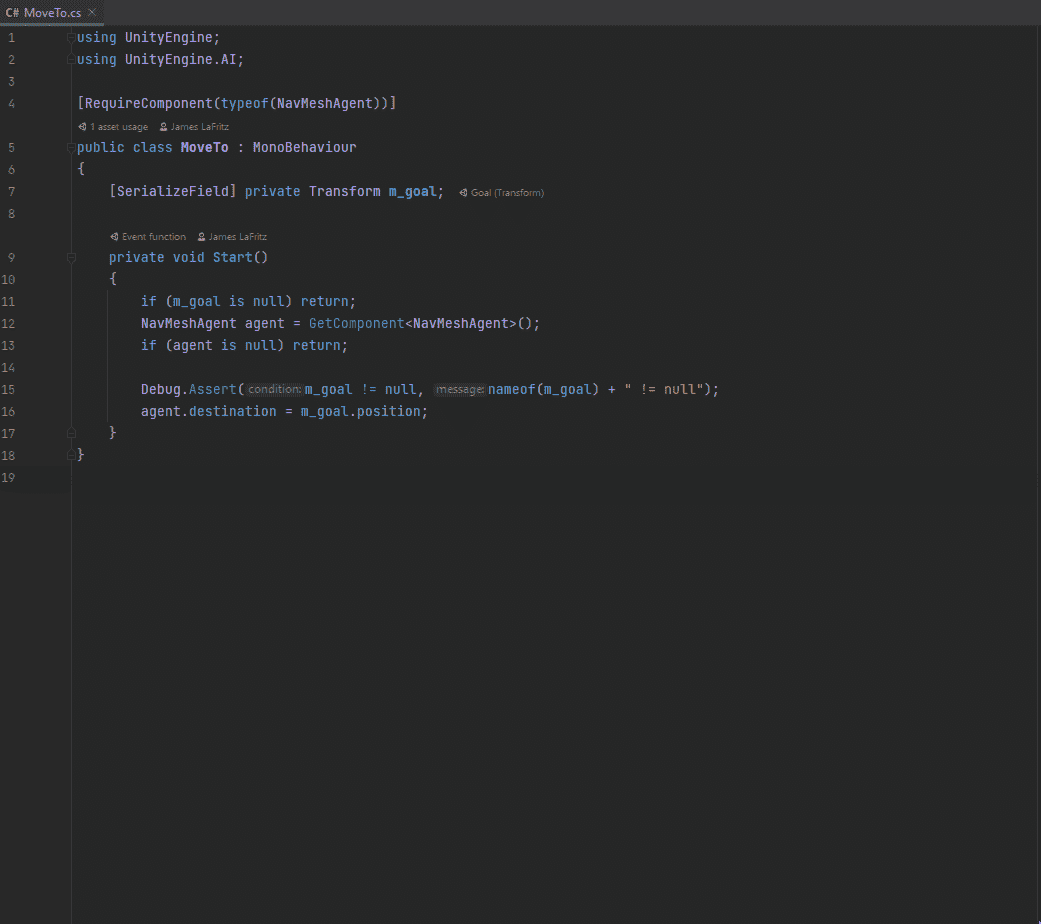 C# MoveTo.cs
1 using UnityEngine;
2 using UnityEngine.AI;
3
4 [RequireComponent(typeof(NavMeshAgent))]
1 asset usage James LaFritz
5 public class MoveTo : MonoBehaviour
6 {
7 [SerializeField] private Transform m_goal; Goal (Transform)
8
Event function James LaFritz
9 private void Start()
10 {
11 if (m_goal is null) return;
12 NavMeshAgent agent = GetComponent<NavMeshAgent>();
13 if (agent is null) return;
14
15 Debug.Assert( condition: m_goal != null, message: nameof(m_goal) + " != null");
16 agent.destination = m_goal.position;
17 }
18 }
19